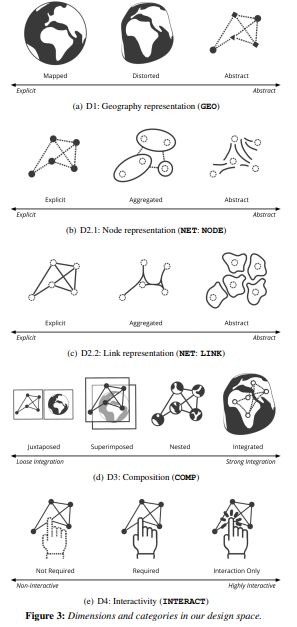 Mapped Distorted Abstract
Explicit Abstract
(a) D1: Geography representation (GEO)
Explicit Aggregated Abstract
Explicit Abstract
(b) D2.1: Node representation (NET: NODE)
Explicit Aggregated Abstract
Explicit Abstract
(c) D2.2: Link representation (NET: LINK)
Juxtaposed Superimposed Nested Integrated
Loose Integration Strong Integration
(d) D3: Composition (COMP)
Not Required Required Interaction Only
Non-Interactive Highly Interactive
(e) D4: Interactivity (INTERACT)
Figure 3: Dimensions and categories in our design space.